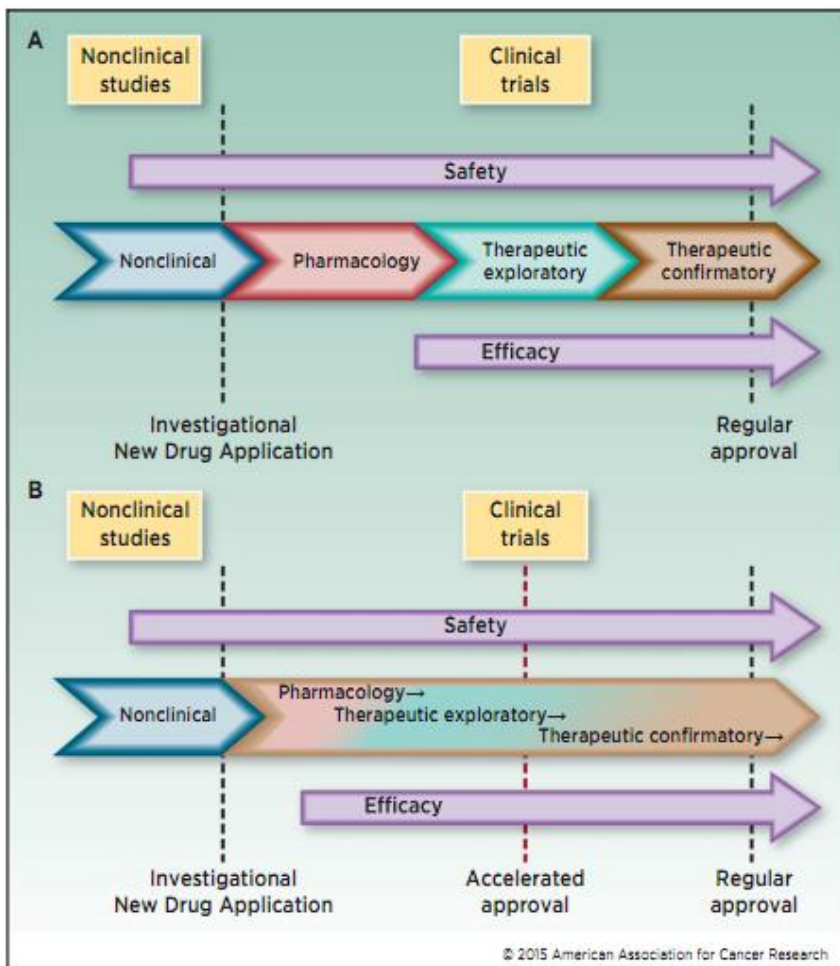 A
Nonclinical
studies
Clinical
trials
Safety
Nonclinical
Pharmacology
Therapeutic
exploratory
Therapeutic
confirmatory
Efficacy
Investigational
New Drug Application
Regular
approval
B
Nonclinical
studies
Clinical
trials
Safety
Nonclinical
Pharmacology→
Therapeutic exploratory→
Therapeutic confirmatory→
Efficacy
Investigational
New Drug Application
Accelerated
approval
Regular
approval
© 2015 American Association for Cancer Research